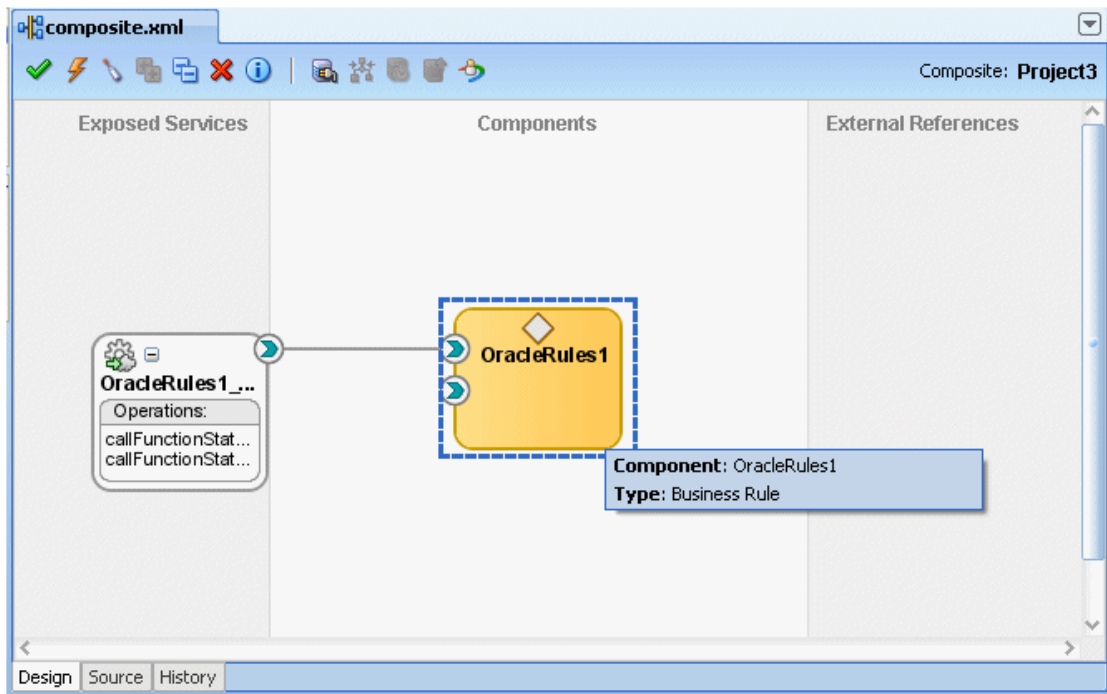 composite.xml
Composite: Project3
Exposed Services
Components
External References
OracleRules1_...
Operations:
callFunctionStat...
callFunctionStat...
OracleRules1
Component: OracleRules1
Type: Business Rule
Design Source History